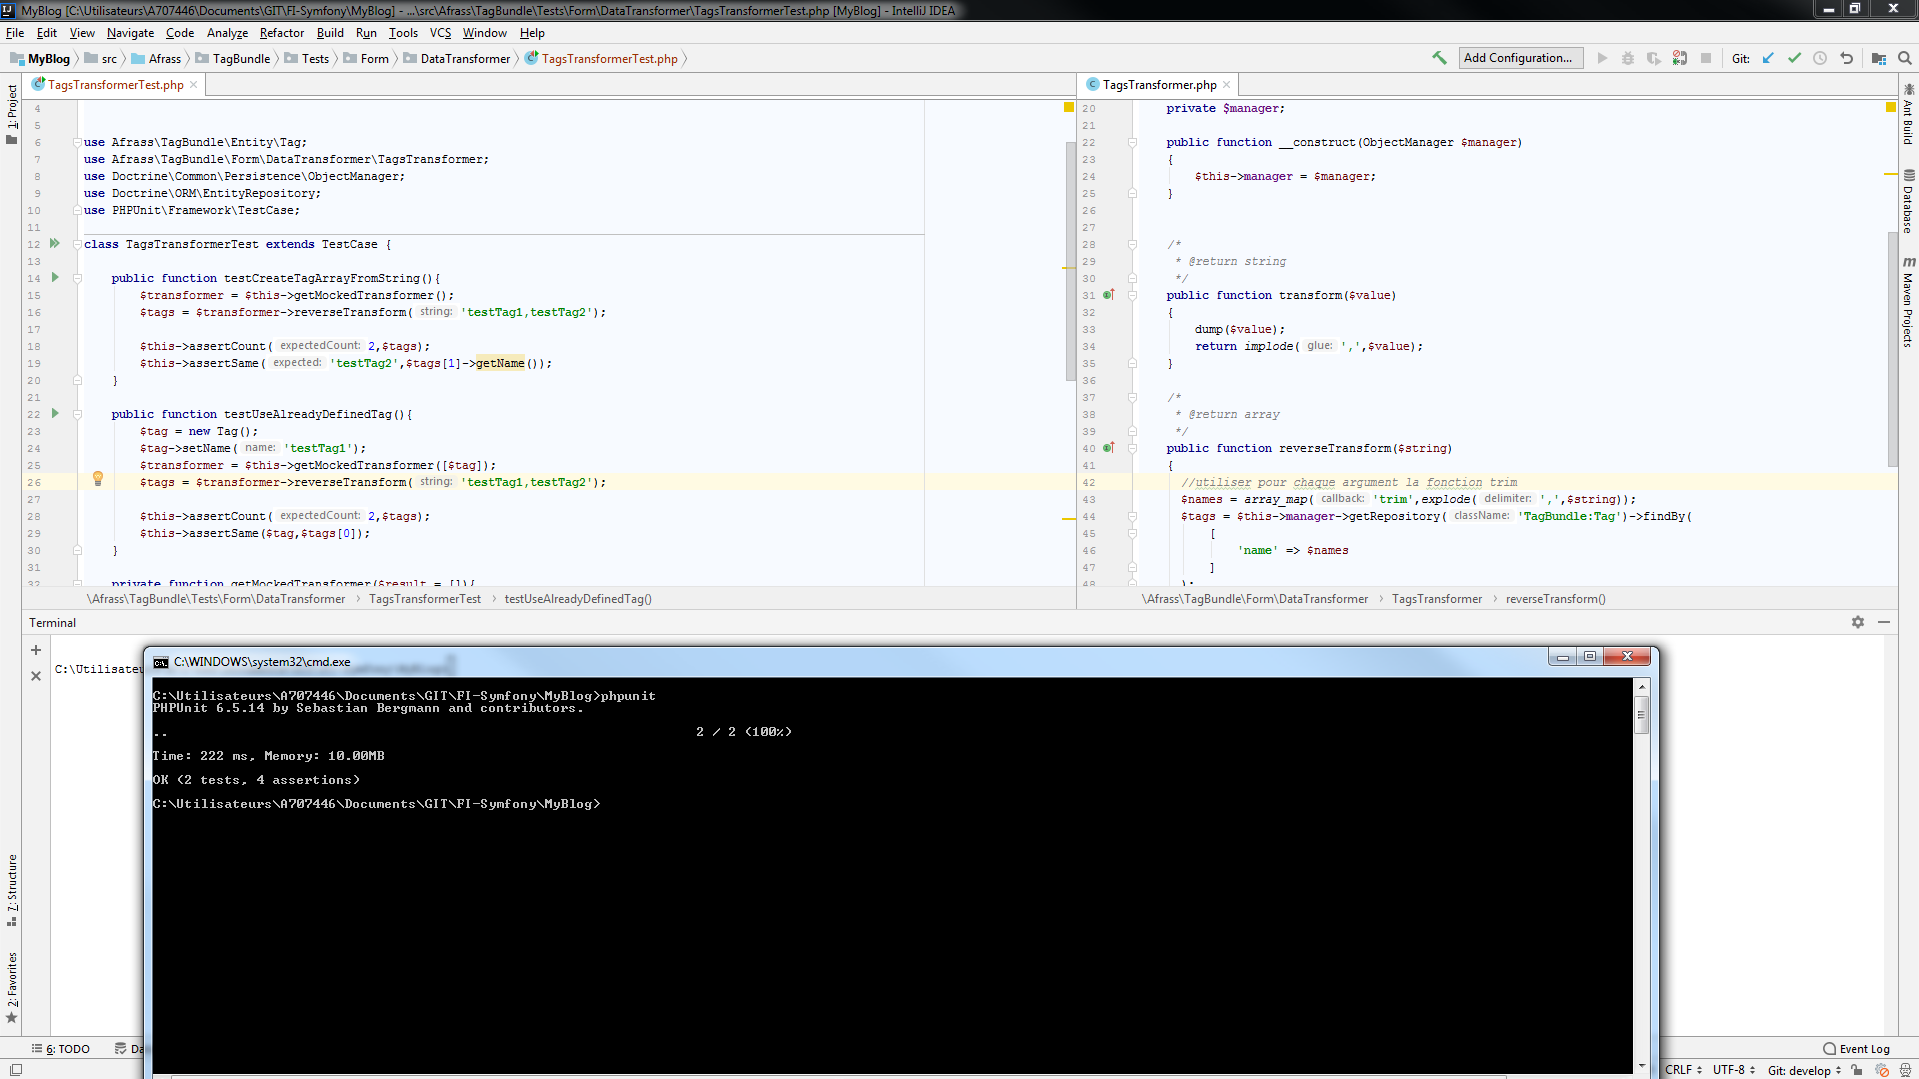 MyBlog [C:\Utilisateurs\A707446\Documents\GIT\FI-Symfony\MyBlog] - ...\src\Afrass\TagBundle\Tests\Form\DataTransformer\TagsTransformerTest.php [MyBlog] - IntelliJ IDEA
File Edit View Navigate Code Analyze Refactor Build Run Tools VCS Window Help
MyBlog src Afrass TagBundle Tests Form DataTransformer TagsTransformerTest.php Add Configuration... Git:
TagsTransformerTest.php
4
5
6 use Afrass\TagBundle\Entity\Tag;
7 use Afrass\TagBundle\Form\DataTransformer\TagsTransformer;
8 use Doctrine\Common\Persistence\ObjectManager;
9 use Doctrine\ORM\EntityRepository;
10 use PHPUnit\Framework\TestCase;
11
12 class TagsTransformerTest extends TestCase {
13
14 public function testCreateTagArrayFromString(){
15 $transformer = $this->getMockedTransformer();
16 $tags = $transformer->reverseTransform( string: 'testTag1,testTag2');
17
18 $this->assertCount( expectedCount: 2,$tags);
19 $this->assertSame( expected: 'testTag2',$tags[1]->getName());
20 }
21
22 public function testUseAlreadyDefinedTag(){
23 $tag = new Tag();
24 $tag->setName( name: 'testTag1');
25 $transformer = $this->getMockedTransformer([$tag]);
26 $tags = $transformer->reverseTransform( string: 'testTag1,testTag2');
27
28 $this->assertCount( expectedCount: 2,$tags);
29 $this->assertSame($tag,$tags[0]);
30 }
31
32 private function getMockedTransformer($result = []){
\Afrass\TagBundle\Tests\Form\DataTransformer TagsTransformerTest testUseAlreadyDefinedTag()
TagsTransformer.php
20 private $manager;
21
22 public function __construct(ObjectManager $manager)
23 {
24 $this->manager = $manager;
25 }
26
27
28 /*
29 * @return string
30 */
31 public function transform($value)
32 {
33 dump($value);
34 return implode( glue: ',',$value);
35 }
36
37 /*
38 * @return array
39 */
40 public function reverseTransform($string)
41 {
42 //utiliser pour chaque argument la fonction trim
43 $names = array_map( callback: 'trim',explode( delimiter: ',',$string));
44 $tags = $this->manager->getRepository( className: 'TagBundle:Tag')->findBy(
45 [
46 'name' => $names
47 ]
48 );
\Afrass\TagBundle\Form\DataTransformer TagsTransformer reverseTransform()
1: Project
7: Structure
2: Favorites
Ant Build
Database
Maven Projects
Terminal
C:\Utilisateu
C:\WINDOWS\system32\cmd.exe
C:\Utilisateurs\A707446\Documents\GIT\FI-Symfony\MyBlog>phpunit
PHPUnit 6.5.14 by Sebastian Bergmann and contributors.
.. 2 / 2 (100%)
Time: 222 ms, Memory: 10.00MB
OK (2 tests, 4 assertions)
C:\Utilisateurs\A707446\Documents\GIT\FI-Symfony\MyBlog>
6: TODO Da Event Log
CRLF UTF-8 Git: develop